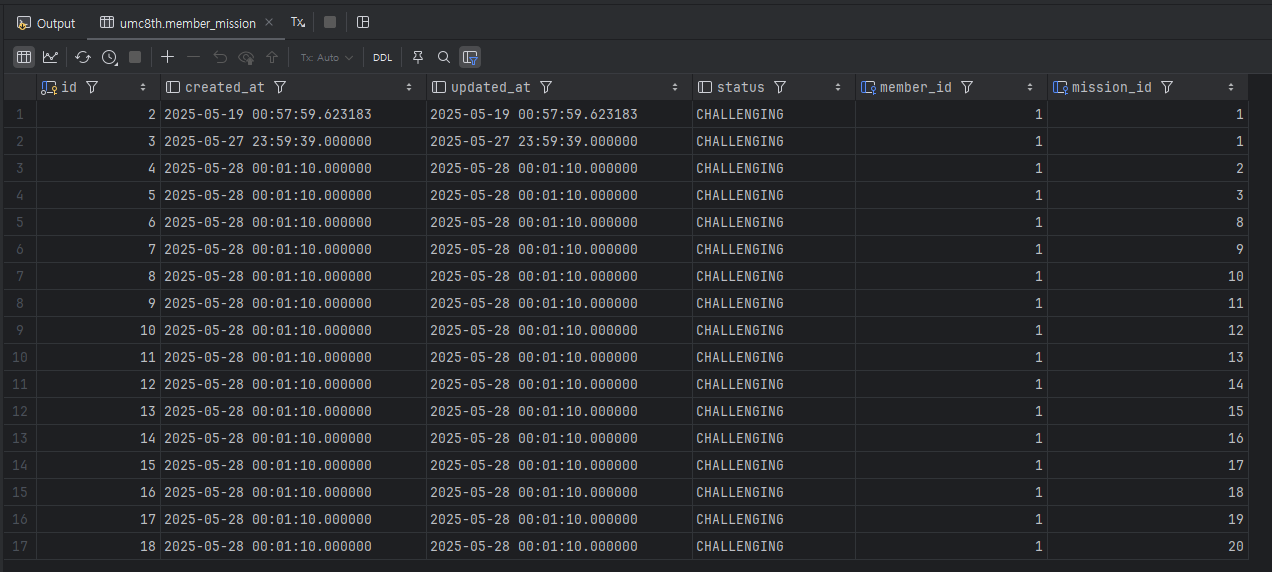 Output umc8th.member_mission × Tx
Tx: Auto DDL
id created_at updated_at status member_id mission_id
1 2 2025-05-19 00:57:59.623183 2025-05-19 00:57:59.623183 CHALLENGING 1 1
2 3 2025-05-27 23:59:39.000000 2025-05-27 23:59:39.000000 CHALLENGING 1 1
3 4 2025-05-28 00:01:10.000000 2025-05-28 00:01:10.000000 CHALLENGING 1 2
4 5 2025-05-28 00:01:10.000000 2025-05-28 00:01:10.000000 CHALLENGING 1 3
5 6 2025-05-28 00:01:10.000000 2025-05-28 00:01:10.000000 CHALLENGING 1 8
6 7 2025-05-28 00:01:10.000000 2025-05-28 00:01:10.000000 CHALLENGING 1 9
7 8 2025-05-28 00:01:10.000000 2025-05-28 00:01:10.000000 CHALLENGING 1 10
8 9 2025-05-28 00:01:10.000000 2025-05-28 00:01:10.000000 CHALLENGING 1 11
9 10 2025-05-28 00:01:10.000000 2025-05-28 00:01:10.000000 CHALLENGING 1 12
10 11 2025-05-28 00:01:10.000000 2025-05-28 00:01:10.000000 CHALLENGING 1 13
11 12 2025-05-28 00:01:10.000000 2025-05-28 00:01:10.000000 CHALLENGING 1 14
12 13 2025-05-28 00:01:10.000000 2025-05-28 00:01:10.000000 CHALLENGING 1 15
13 14 2025-05-28 00:01:10.000000 2025-05-28 00:01:10.000000 CHALLENGING 1 16
14 15 2025-05-28 00:01:10.000000 2025-05-28 00:01:10.000000 CHALLENGING 1 17
15 16 2025-05-28 00:01:10.000000 2025-05-28 00:01:10.000000 CHALLENGING 1 18
16 17 2025-05-28 00:01:10.000000 2025-05-28 00:01:10.000000 CHALLENGING 1 19
17 18 2025-05-28 00:01:10.000000 2025-05-28 00:01:10.000000 CHALLENGING 1 20